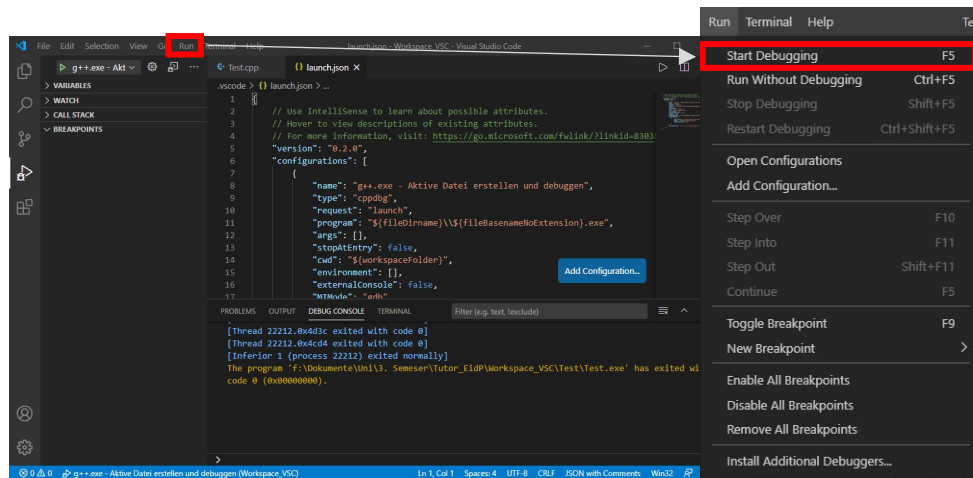 File Edit Selection View Go Run Terminal Help launch.json - Workspace_VSC - Visual Studio Code
g++.exe - Akt
Test.cpp
{} launch.json
VARIABLES
WATCH
CALL STACK
BREAKPOINTS
.vscode > {} launch.json > ...
1 {
2 // Use IntelliSense to learn about possible attributes.
3 // Hover to view descriptions of existing attributes.
4 // For more information, visit: https://go.microsoft.com/fwlink/?linkid=8303
5 "version": "0.2.0",
6 "configurations": [
7 {
8 "name": "g++.exe - Aktive Datei erstellen und debuggen",
9 "type": "cppdbg",
10 "request": "launch",
11 "program": "${fileDirname}\\${fileBasenameNoExtension}.exe",
12 "args": [],
13 "stopAtEntry": false,
14 "cwd": "${workspaceFolder}",
15 "environment": [],
16 "externalConsole": false,
17 "MIMode": "gdb"
Add Configuration...
PROBLEMS OUTPUT DEBUG CONSOLE TERMINAL Filter (e.g. text, !exclude)
[Thread 22212.0x4d3c exited with code 0]
[Thread 22212.0x4cd4 exited with code 0]
[Inferior 1 (process 22212) exited normally]
The program 'f:\Dokumente\Uni\3. Semeser\Tutor_EidP\Workspace_VSC\Test\Test.exe' has exited wi
code 0 (0x00000000).
>
0 0 g++.exe - Aktive Datei erstellen und debuggen (Workspace_VSC) Ln 1, Col 1 Spaces: 4 UTF-8 CRLF JSON with Comments Win32
Run Terminal Help Te
Start Debugging F5
Run Without Debugging Ctrl+F5
Stop Debugging Shift+F5
Restart Debugging Ctrl+Shift+F5
Open Configurations
Add Configuration...
Step Over F10
Step Into F11
Step Out Shift+F11
Continue F5
Toggle Breakpoint F9
New Breakpoint
Enable All Breakpoints
Disable All Breakpoints
Remove All Breakpoints
Install Additional Debuggers...